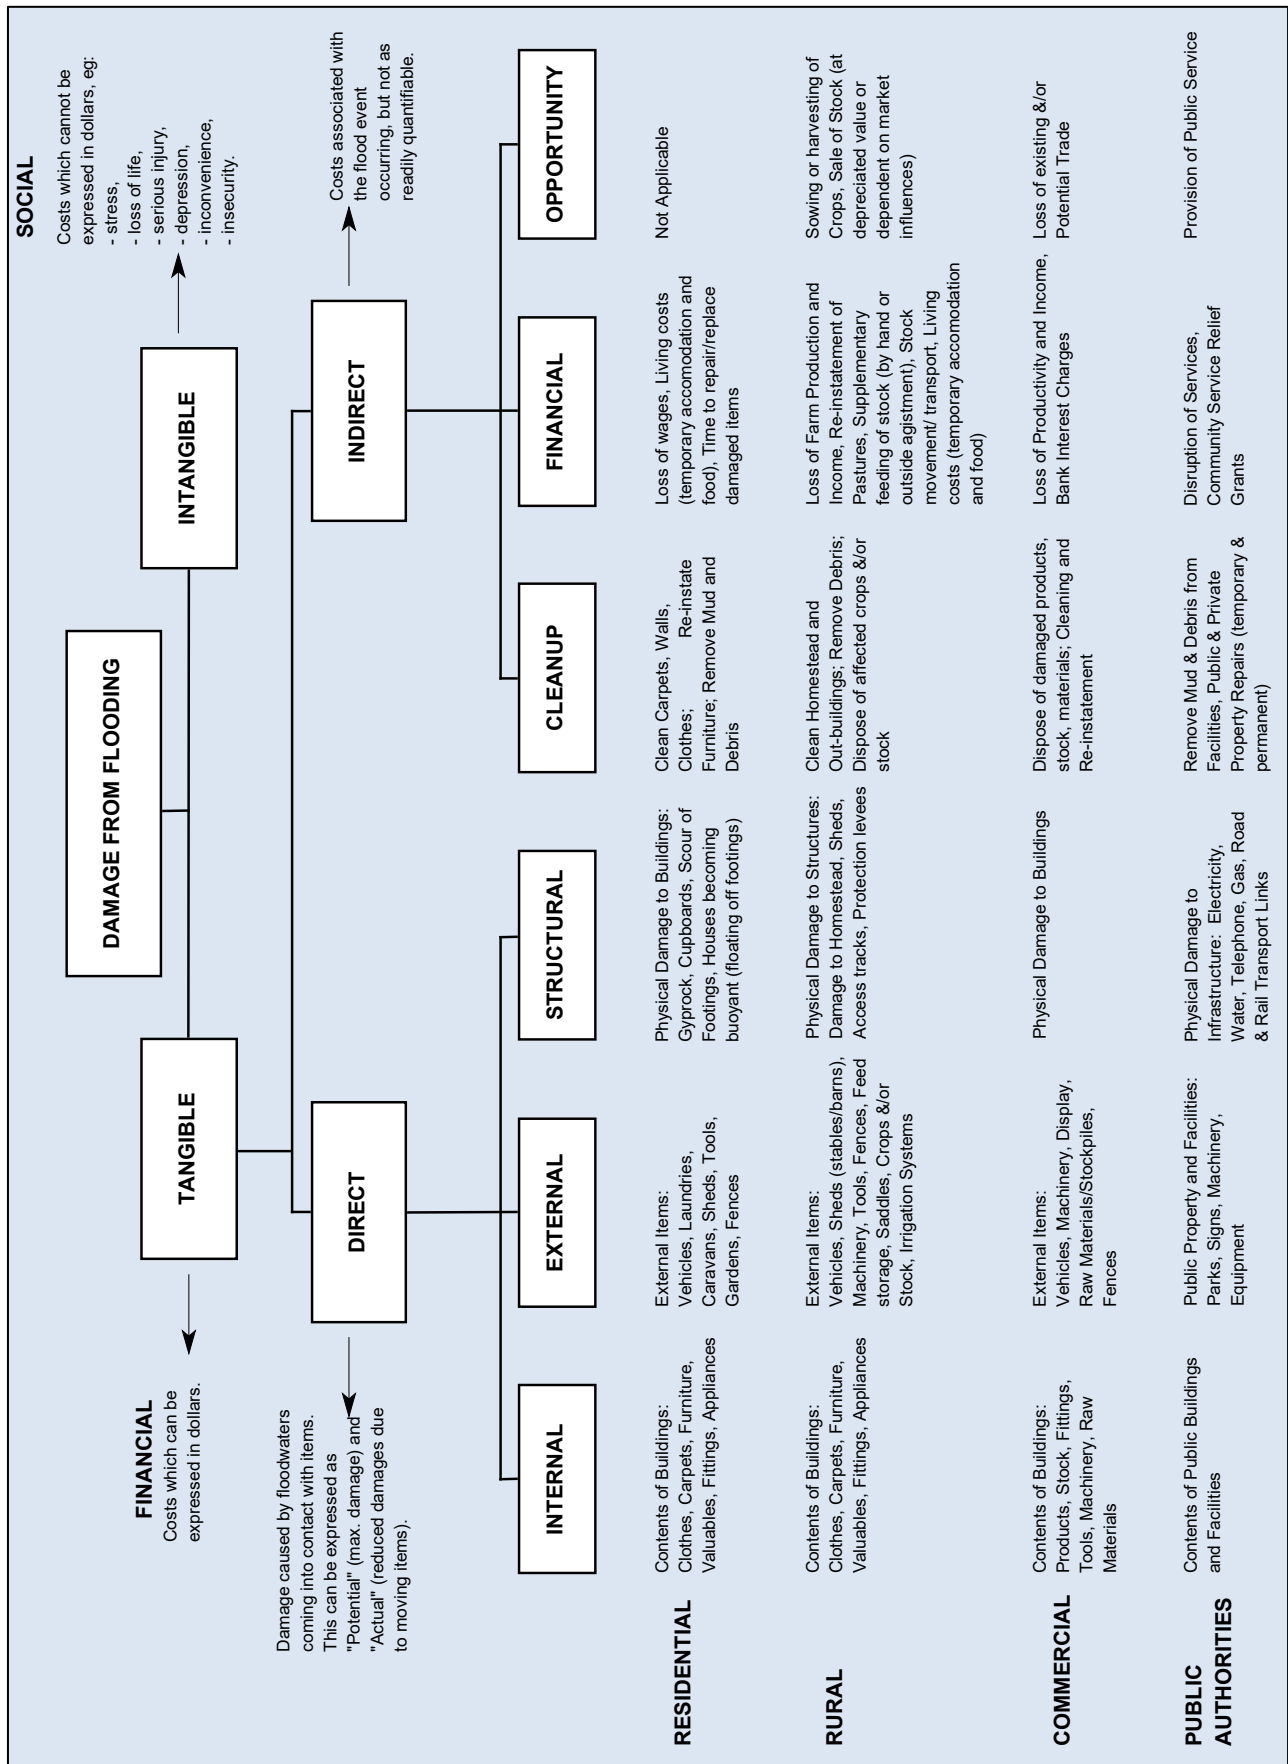 SOCIAL
Costs which cannot be
expressed in dollars, eg:
- stress,
- loss of life,
- serious injury,
- depression,
- inconvenience,
- insecurity.
DAMAGE FROM FLOODING
FINANCIAL
Costs which can be
expressed in dollars.
TANGIBLE
INTANGIBLE
Damage caused by floodwaters
coming into contact with items.
This can be expressed as
"Potential" (max. damage) and
"Actual" (reduced damages due
to moving items).
DIRECT
INDIRECT
Costs associated with
the flood event
occurring, but not as
readily quantifiable.
INTERNAL
EXTERNAL
STRUCTURAL
CLEANUP
FINANCIAL
OPPORTUNITY
RESIDENTIAL
Contents of Buildings:
Clothes, Carpets, Furniture,
Valuables, Fittings, Appliances
External Items:
Vehicles, Laundries,
Caravans, Sheds, Tools,
Gardens, Fences
Physical Damage to Buildings:
Gyprock, Cupboards, Scour of
Footings, Houses becoming
buoyant (floating off footings)
Clean Carpets, Walls,
Clothes; Re-instate
Furniture; Remove Mud and
Debris
Loss of wages, Living costs
(temporary accomodation and
food), Time to repair/replace
damaged items
Not Applicable
RURAL
Contents of Buildings:
Clothes, Carpets, Furniture,
Valuables, Fittings, Appliances
External Items:
Vehicles, Sheds (stables/barns),
Machinery, Tools, Fences, Feed
storage, Saddles, Crops &/or
Stock, Irrigation Systems
Physical Damage to Structures:
Damage to Homestead, Sheds,
Access tracks, Protection levees
Clean Homestead and
Out-buildings; Remove Debris;
Dispose of affected crops &/or
stock
Loss of Farm Production and
Income, Re-instatement of
Pastures, Supplementary
feeding of stock (by hand or
outside agistment), Stock
movement/ transport, Living
costs (temporary accomodation
and food)
Sowing or harvesting of
Crops, Sale of Stock (at
depreciated value or
dependent on market
influences)
COMMERCIAL
Contents of Buildings:
Products, Stock, Fittings,
Tools, Machinery, Raw
Materials
External Items:
Vehicles, Machinery, Display,
Raw Materials/Stockpiles,
Fences
Physical Damage to Buildings
Dispose of damaged products,
stock, materials; Cleaning and
Re-instatement
Loss of Productivity and Income,
Bank Interest Charges
Loss of existing &/or
Potential Trade
PUBLIC
AUTHORITIES
Contents of Public Buildings
and Facilities
Public Property and Facilities:
Parks, Signs, Machinery,
Equipment
Physical Damage to
Infrastructure: Electricity,
Water, Telephone, Gas, Road
& Rail Transport Links
Remove Mud & Debris from
Facilities, Public & Private
Property Repairs (temporary &
permanent)
Disruption of Services,
Community Service Relief
Grants
Provision of Public Service